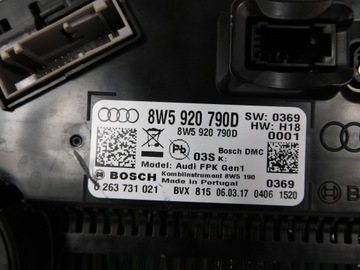 8W5 920 790D
SW: 0369
HW: H18
0001
8W5 920 790D
Pb
03S
K:
Bosch DMC
Model: Audi FPK Gen1
BOSCH
Kombiinstrument 8W5 190
Made in Portugal
0369
0 263 731 021
BVX 815 06.03.17 0406 1520